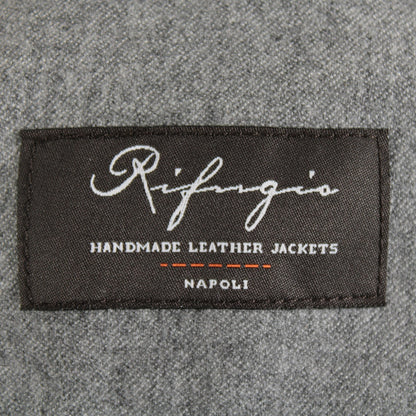 Rifugio
HANDMADE LEATHER JACKETS
NAPOLI